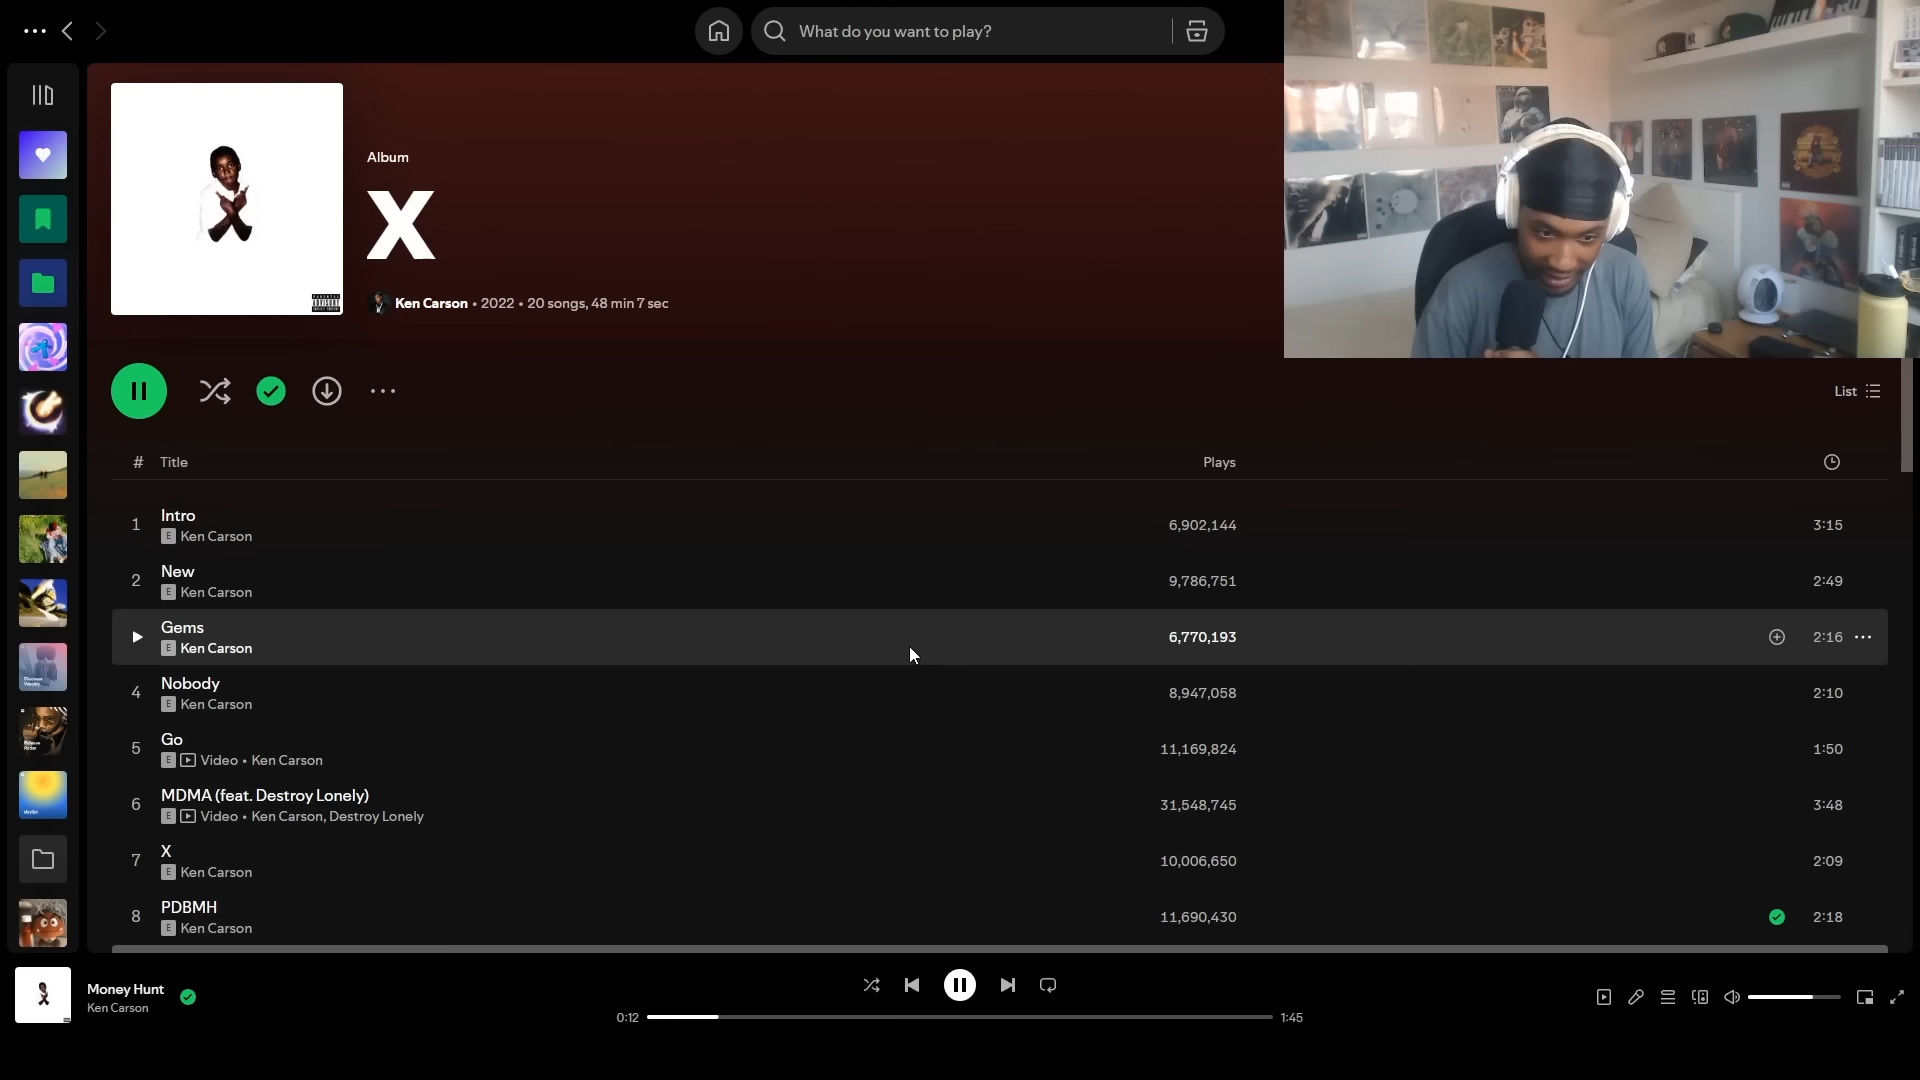 What do you want to play?
Album
X
Ken Carson • 2022 • 20 songs, 48 min 7 sec
List
# Title Plays
1 Intro 6,902,144 3:15
E Ken Carson
2 New 9,786,751 2:49
E Ken Carson
Gems 6,770,193 2:16
E Ken Carson
4 Nobody 8,947,058 2:10
E Ken Carson
5 Go 11,169,824 1:50
E Video • Ken Carson
6 MDMA (feat. Destroy Lonely) 31,548,745 3:48
E Video • Ken Carson, Destroy Lonely
7 X 10,006,650 2:09
E Ken Carson
8 PDBMH 11,690,430 2:18
E Ken Carson
Money Hunt
Ken Carson
0:12 1:45